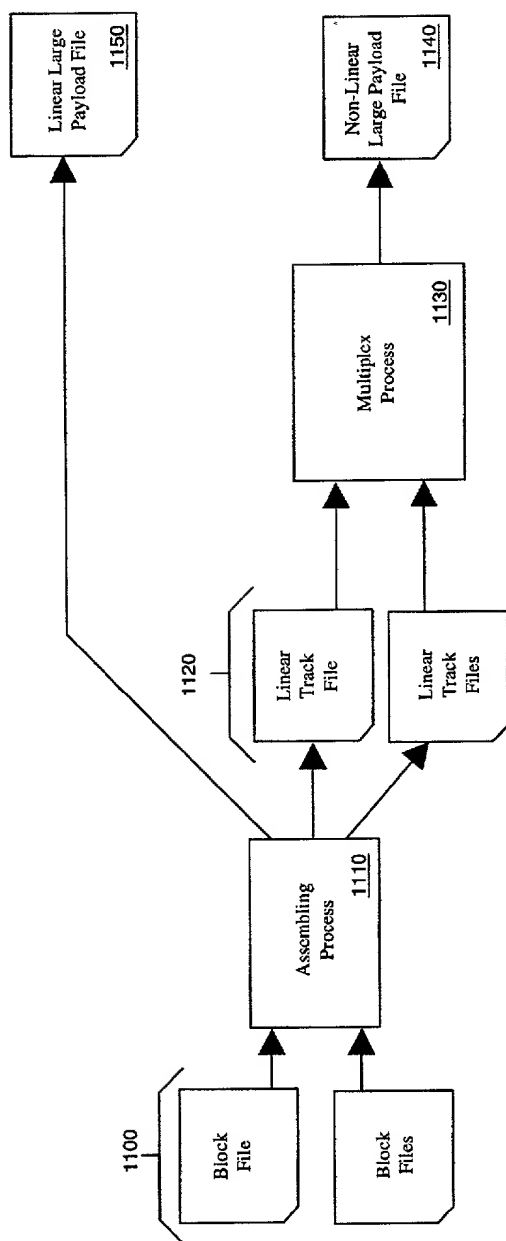 1100
Block
File
Block
Files
Assembling
Process
1110
1120
Linear
Track
File
Linear
Track
Files
Multiplex
Process
1130
Non-Linear
Large Payload
File
1140
Linear Large
Payload File
1150